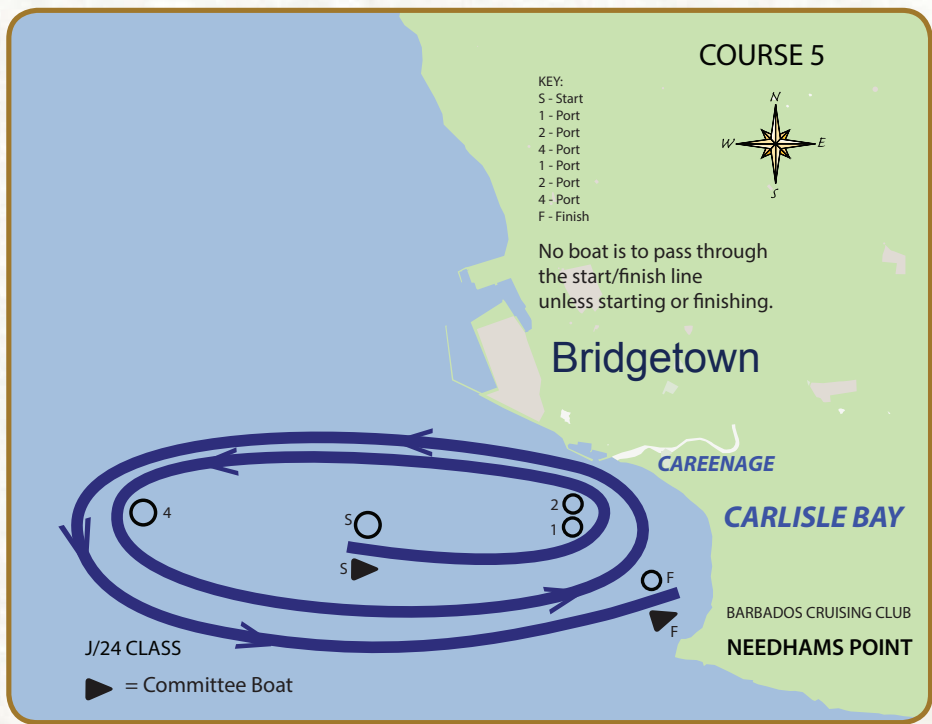 COURSE 5
KEY:
S - Start
1 - Port
2 - Port
4 - Port
1 - Port
2 - Port
4 - Port
F - Finish
N
W
E
S
No boat is to pass through
the start/finish line
unless starting or finishing.
Bridgetown
CAREENAGE
CARLISLE BAY
4
S
2
1
S
F
F
BARBADOS CRUISING CLUB
NEEDHAMS POINT
J/24 CLASS
= Committee Boat